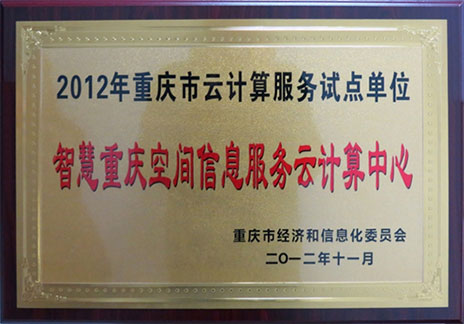 2012年重庆市云计算服务试点单位
智慧重庆空间信息服务云计算中心
重庆市经济和信息化委员会
二O一二年十一月